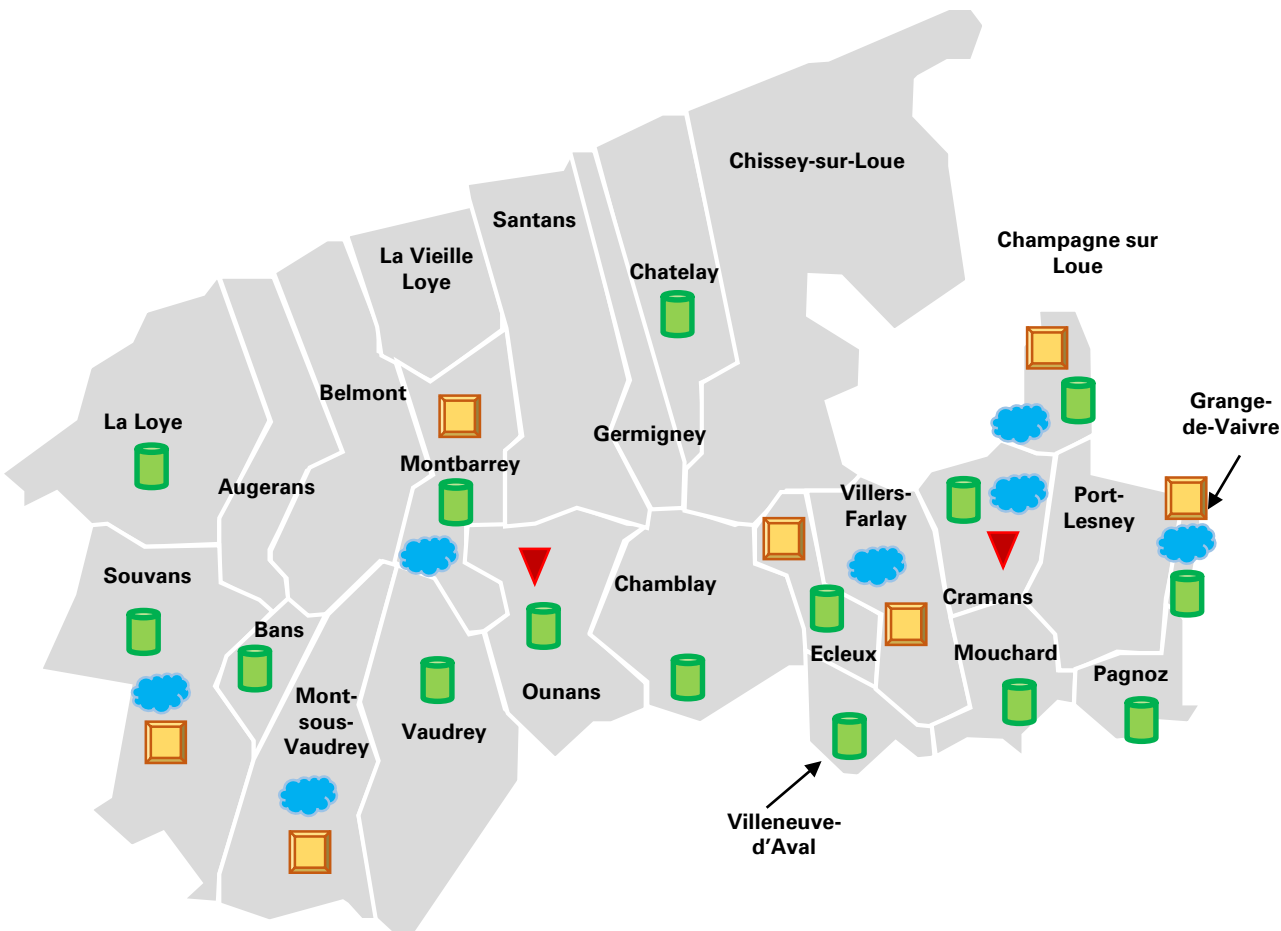 Chissey-sur-Loue
Santans
Champagne sur
Loue
La Vieille
Loye
Chatelay
Belmont
Grange-
de-Vaivre
La Loye
Germigney
Montbarrey
Augerans
Villers-
Farlay
Port-
Lesney
Souvans
Chamblay
Cramans
Bans
Ecleux
Mouchard
Pagnoz
Mont-
sous-
Vaudrey
Ounans
Vaudrey
Villeneuve-
d'Aval